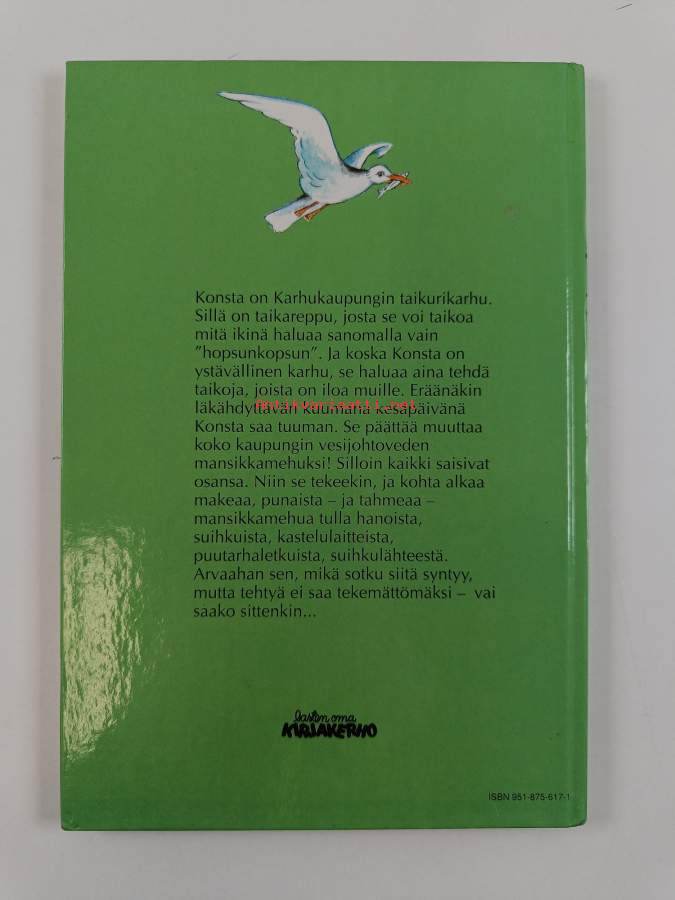 Konsta on Karhukaupungin taikurikarhu.
Sillä on taikareppu, josta se voi taikoa
mitä ikinä haluaa sanomalla vain
”hopsunkopsun”. Ja koska Konsta on
ystävällinen karhu, se haluaa aina tehdä
taikoja, joista on iloa muille. Eräänäkin
antikvariaatti.net
läkähdyttävän kuumana kesäpäivänä
Konsta saa tuuman. Se päättää muuttaa
koko kaupungin vesijohtoveden
mansikkamehuksi! Silloin kaikki saisivat
osansa. Niin se tekeekin, ja kohta alkaa
makeaa, punaista – ja tahmeaa –
mansikkamehua tulla hanoista,
suihkuista, kastelulaitteista,
puutarhaletkuista, suihkulähteestä.
Arvaahan sen, mikä sotku siitä syntyy,
mutta tehtyä ei saa tekemättömäksi – vai
saako sittenkin...
lasten oma
KIRJAKERHO
ISBN 951-875-617-1